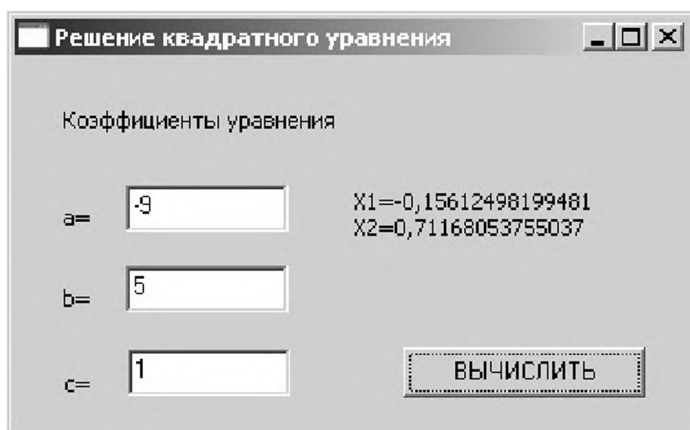 Решение квадратного уравнения
Коэффициенты уравнения
a= -9
X1=-0,15612498199481
X2=0,71168053755037
b= 5
c= 1
ВЫЧИСЛИТЬ